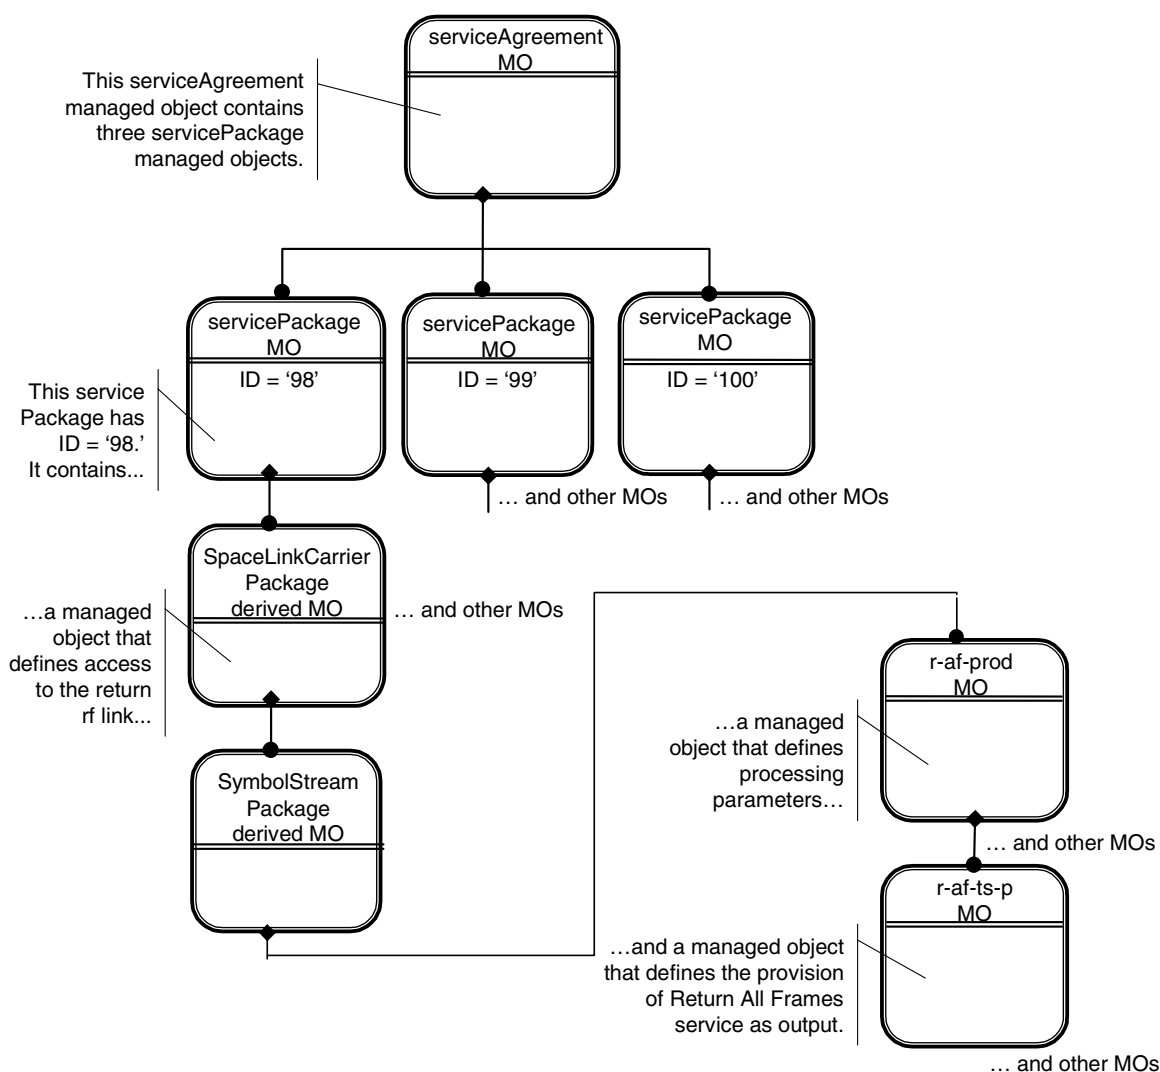 serviceAgreement
MO
This serviceAgreement
managed object contains
three servicePackage
managed objects.
servicePackage
MO
ID = ‘98’
servicePackage
MO
ID = ‘99’
servicePackage
MO
ID = ‘100’
This service
Package has
ID = ‘98.’
It contains...
… and other MOs
… and other MOs
SpaceLinkCarrier
Package
derived MO
… and other MOs
…a managed
object that
defines access
to the return
rf link...
SymbolStream
Package
derived MO
r-af-prod
MO
…a managed
object that defines
processing
parameters…
… and other MOs
r-af-ts-p
MO
…and a managed object
that defines the provision
of Return All Frames
service as output.
… and other MOs